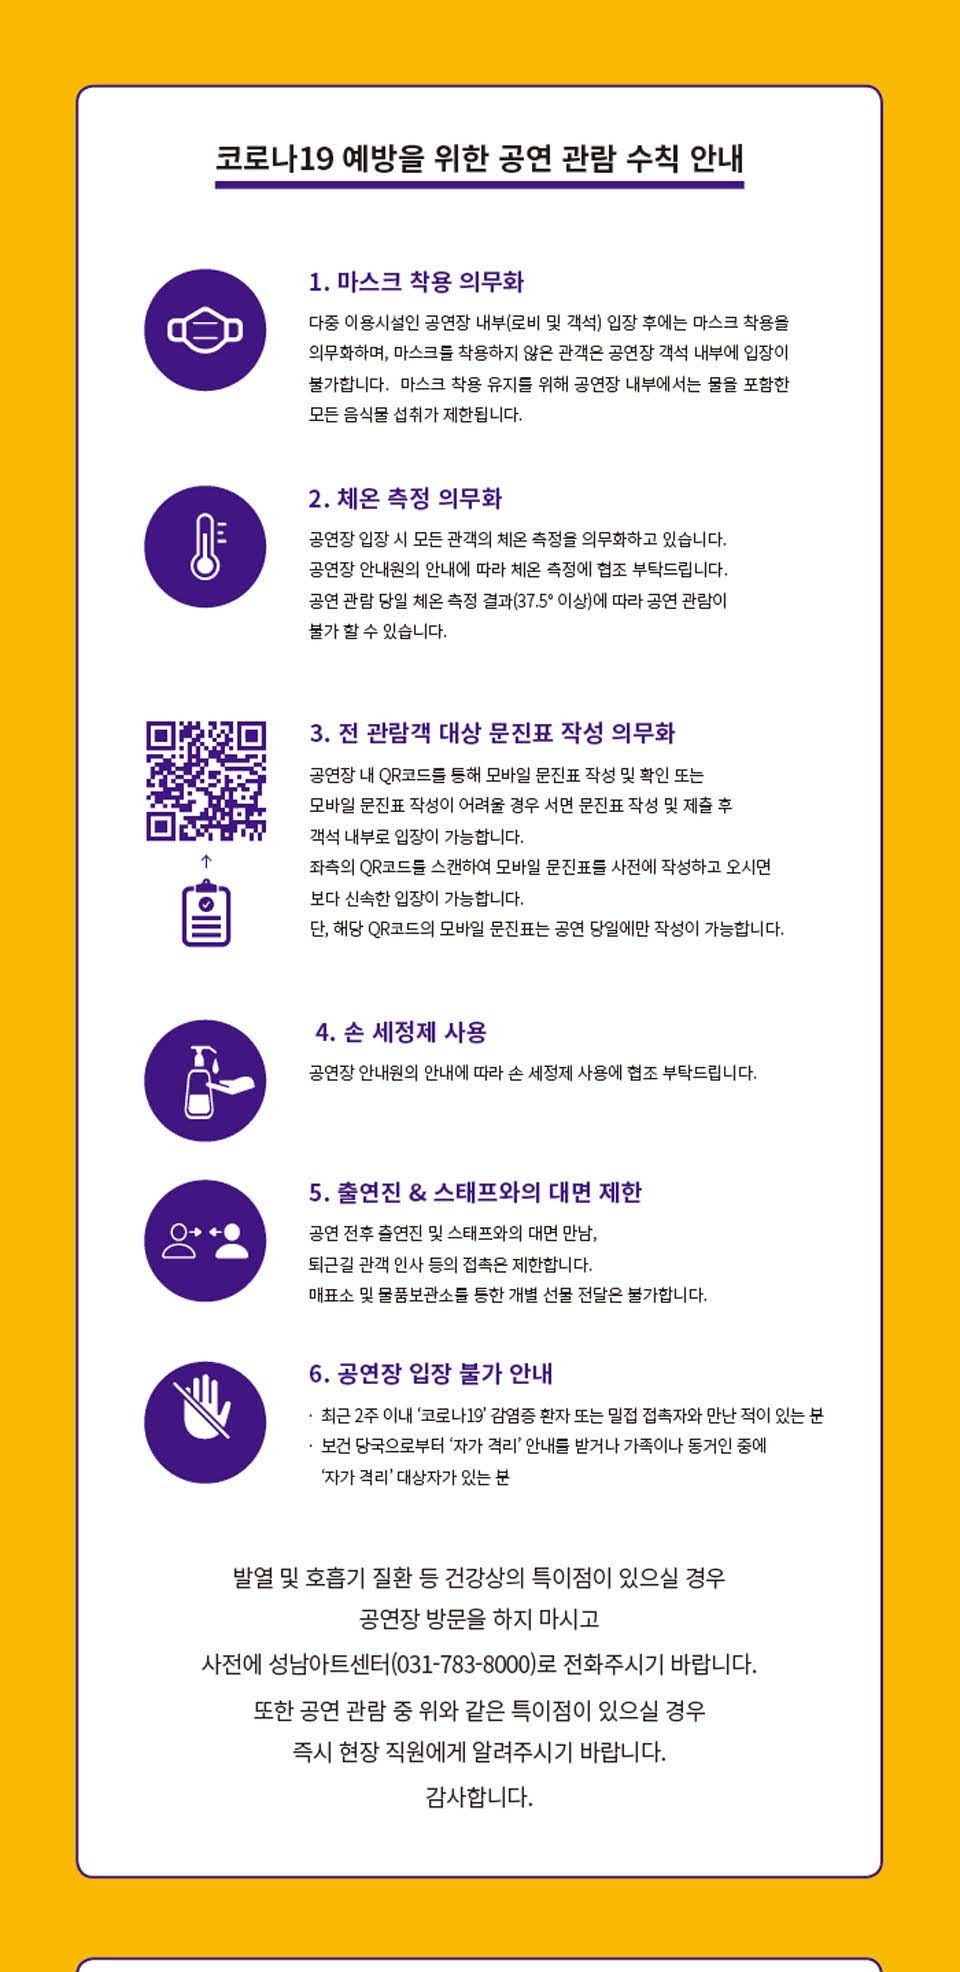 코로나19 예방을 위한 공연 관람 수칙 안내
1. 마스크 착용 의무화
다중 이용시설인 공연장 내부(로비 및 객석) 입장 후에는 마스크 착용을
의무화하며, 마스크를 착용하지 않은 관객은 공연장 객석 내부에 입장이
불가합니다. 마스크 착용 유지를 위해 공연장 내부에서는 물을 포함한
모든 음식물 섭취가 제한됩니다.
2. 체온 측정 의무화
공연장 입장 시 모든 관객의 체온 측정을 의무화하고 있습니다.
공연장 안내원의 안내에 따라 체온 측정에 협조 부탁드립니다.
공연 관람 당일 체온 측정 결과(37.5° 이상)에 따라 공연 관람이
불가 할 수 있습니다.
3. 전 관람객 대상 문진표 작성 의무화
공연장 내 QR코드를 통해 모바일 문진표 작성 및 확인 또는
모바일 문진표 작성이 어려울 경우 서면 문진표 작성 및 제출 후
객석 내부로 입장이 가능합니다.
좌측의 QR코드를 스캔하여 모바일 문진표를 사전에 작성하고 오시면
보다 신속한 입장이 가능합니다.
단, 해당 QR코드의 모바일 문진표는 공연 당일에만 작성이 가능합니다.
4. 손 세정제 사용
공연장 안내원의 안내에 따라 손 세정제 사용에 협조 부탁드립니다.
5. 출연진 & 스태프와의 대면 제한
공연 전후 출연진 및 스태프와의 대면 만남,
퇴근길 관객 인사 등의 접촉은 제한합니다.
매표소 및 물품보관소를 통한 개별 선물 전달은 불가합니다.
6. 공연장 입장 불가 안내
· 최근 2주 이내 ‘코로나19’ 감염증 환자 또는 밀접 접촉자와 만난 적이 있는 분
· 보건 당국으로부터 ‘자가 격리’ 안내를 받거나 가족이나 동거인 중에
‘자가 격리’ 대상자가 있는 분
발열 및 호흡기 질환 등 건강상의 특이점이 있으실 경우
공연장 방문을 하지 마시고
사전에 성남아트센터(031-783-8000)로 전화주시기 바랍니다.
또한 공연 관람 중 위와 같은 특이점이 있으실 경우
즉시 현장 직원에게 알려주시기 바랍니다.
감사합니다.